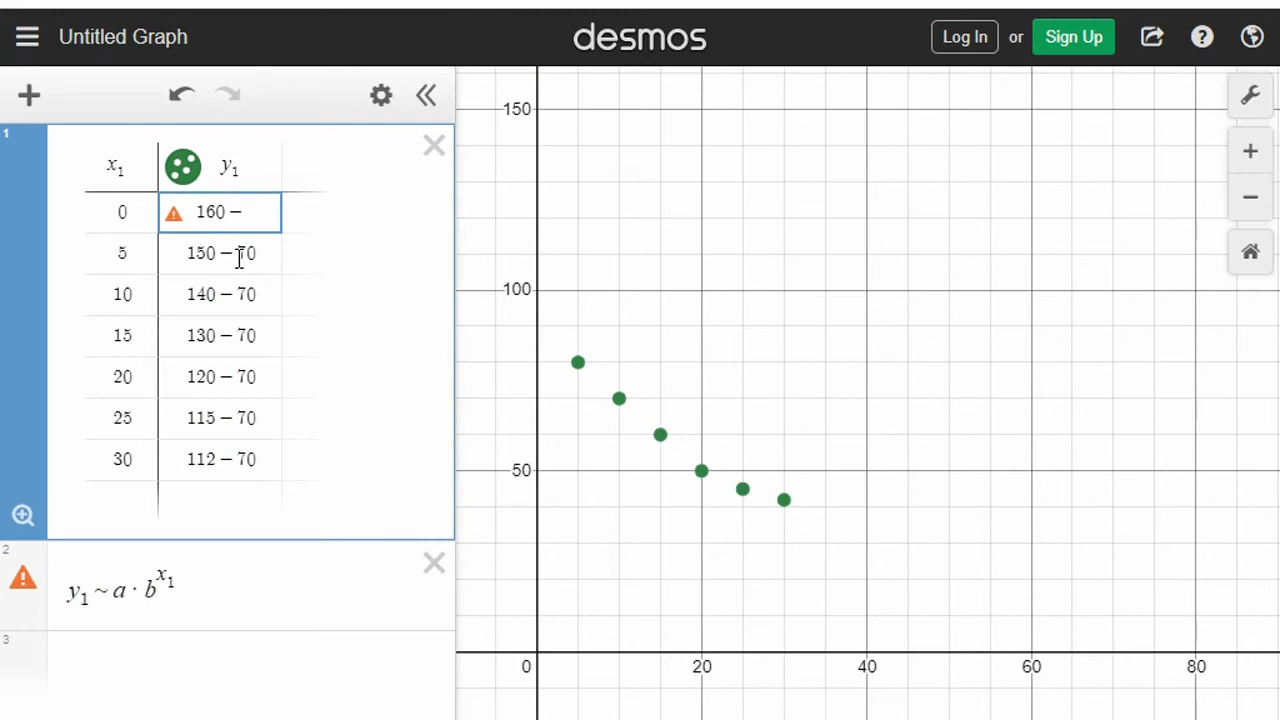 Untitled Graph
desmos
Log In or Sign Up
1
x₁ y₁
0 160 −
5 150 − 70
10 140 − 70
15 130 − 70
20 120 − 70
25 115 − 70
30 112 − 70
2
y₁ ~ a · b^x₁
3
150
100
50
0 20 40 60 80